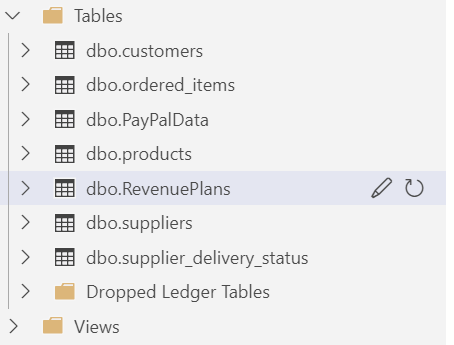 Tables
dbo.customers
dbo.ordered_items
dbo.PayPalData
dbo.products
dbo.RevenuePlans
dbo.suppliers
dbo.supplier_delivery_status
Dropped Ledger Tables
Views